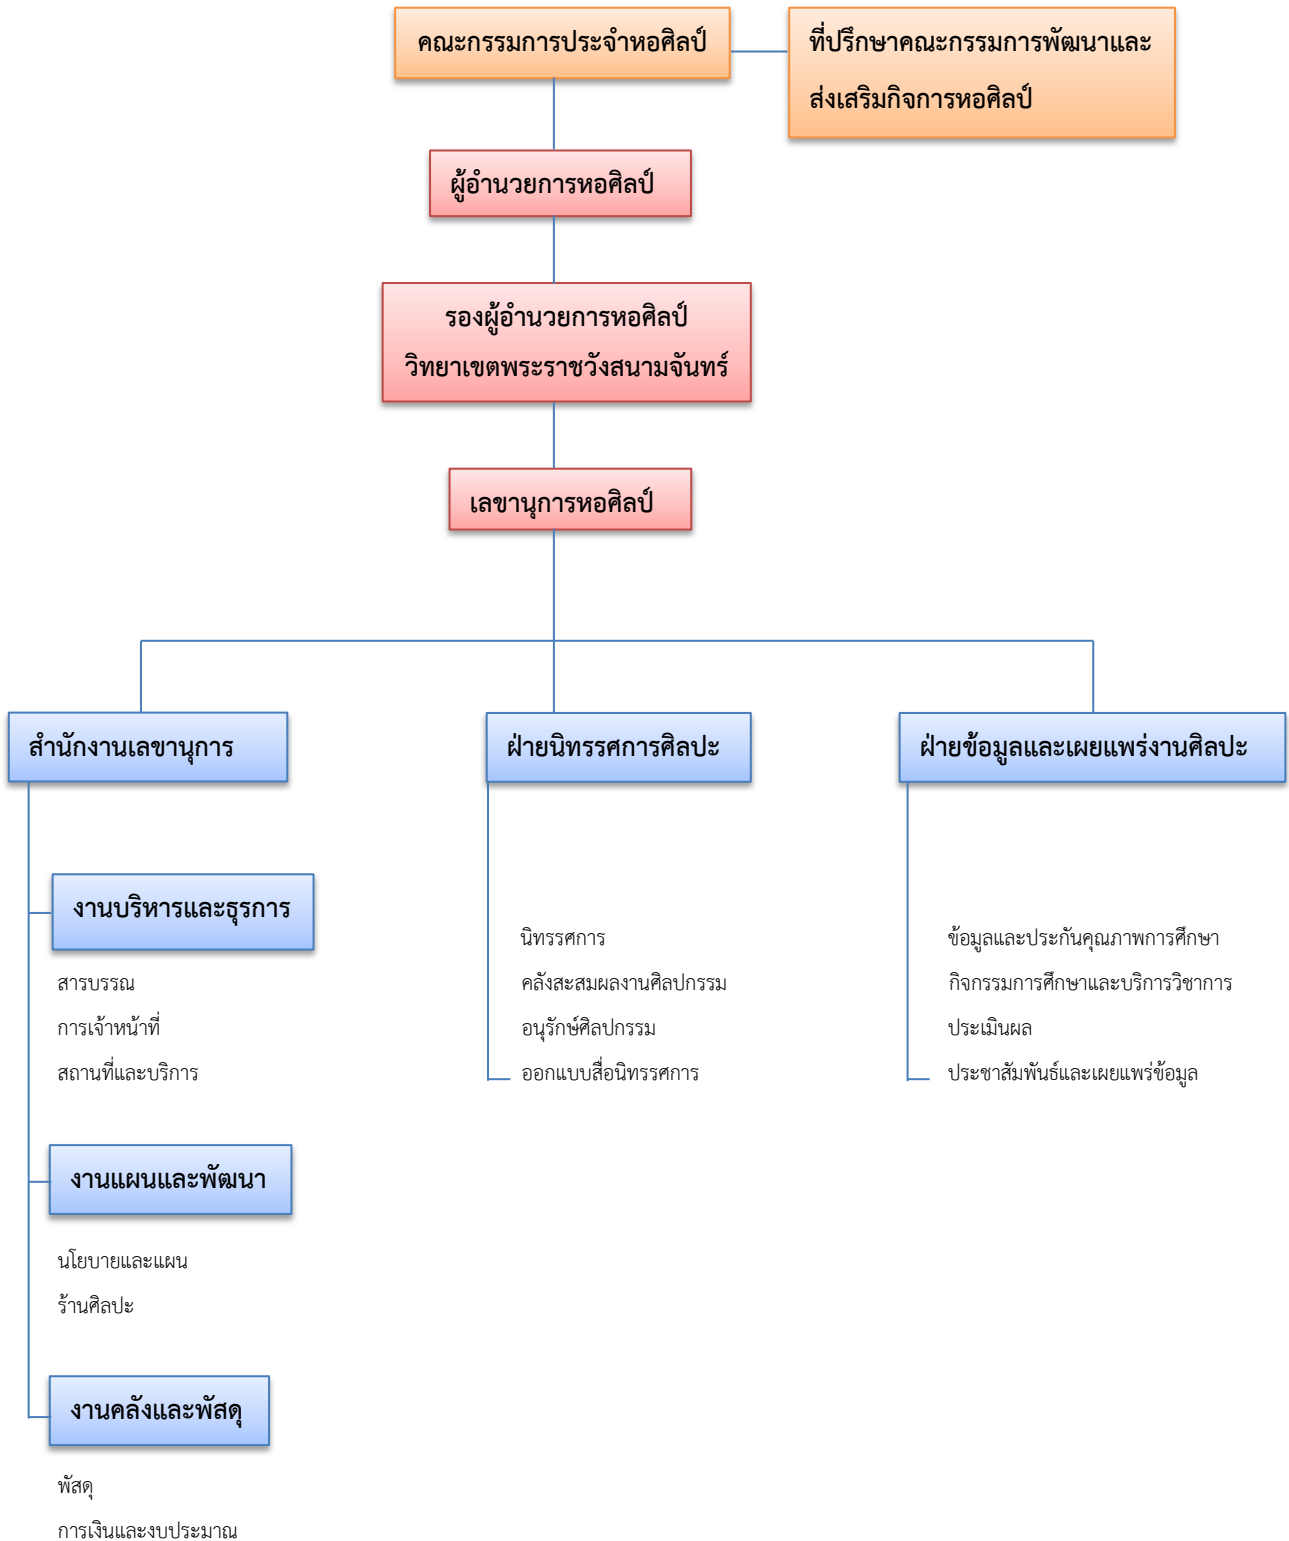 คณะกรรมการประจำหอศิลป์
ที่ปรึกษาคณะกรรมการพัฒนาและ
ส่งเสริมกิจการหอศิลป์
ผู้อำนวยการหอศิลป์
รองผู้อำนวยการหอศิลป์
วิทยาเขตพระราชวังสนามจันทร์
เลขานุการหอศิลป์
สำนักงานเลขานุการ
งานบริหารและธุรการ
สารบรรณ
การเจ้าหน้าที่
สถานที่และบริการ
งานแผนและพัฒนา
นโยบายและแผน
ร้านศิลปะ
งานคลังและพัสดุ
พัสดุ
การเงินและงบประมาณ
ฝ่ายนิทรรศการศิลปะ
นิทรรศการ
คลังสะสมผลงานศิลปกรรม
อนุรักษ์ศิลปกรรม
ออกแบบสื่อนิทรรศการ
ฝ่ายข้อมูลและเผยแพร่งานศิลปะ
ข้อมูลและประกันคุณภาพการศึกษา
กิจกรรมการศึกษาและบริการวิชาการ
ประเมินผล
ประชาสัมพันธ์และเผยแพร่ข้อมูล